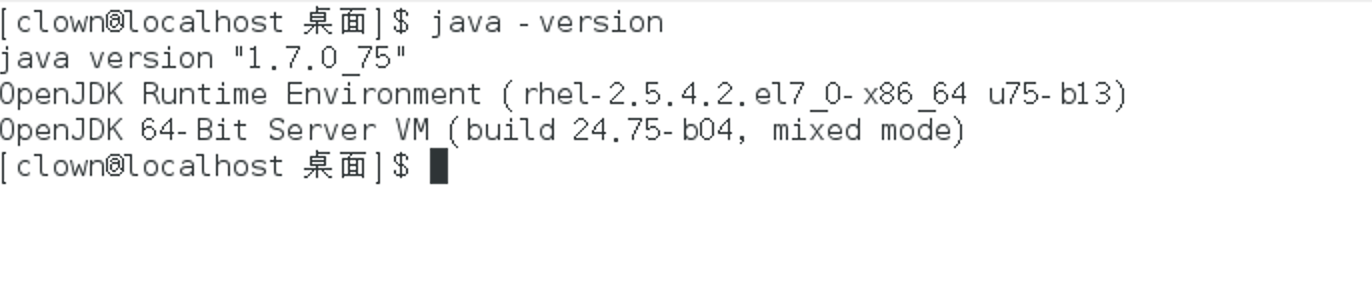 [clown@localhost 桌面]$ java -version
java version "1.7.0_75"
OpenJDK Runtime Environment (rhel-2.5.4.2.el7_0-x86_64 u75-b13)
OpenJDK 64-Bit Server VM (build 24.75-b04, mixed mode)
[clown@localhost 桌面]$